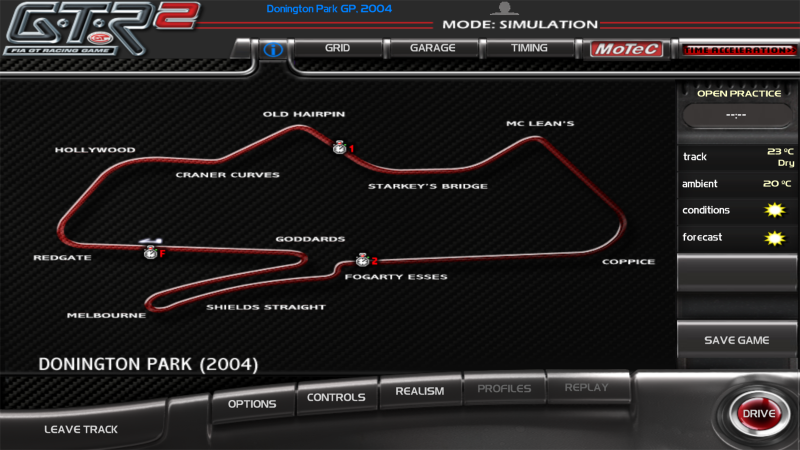 GTR2
FIA GT RACING GAME
Donington Park GP, 2004
MODE: SIMULATION
GRID
GARAGE
TIMING
MoTeC
TIME ACCELERATION
OPEN PRACTICE
--:--
track 23 ºC
Dry
ambient 20 ºC
conditions
forecast
SAVE GAME
OLD HAIRPIN
MC LEAN'S
1
HOLLYWOOD
CRANER CURVES
STARKEY'S BRIDGE
GODDARDS
REDGATE
F
2
COPPICE
FOGARTY ESSES
SHIELDS STRAIGHT
MELBOURNE
DONINGTON PARK (2004)
OPTIONS
CONTROLS
REALISM
PROFILES
REPLAY
LEAVE TRACK
DRIVE